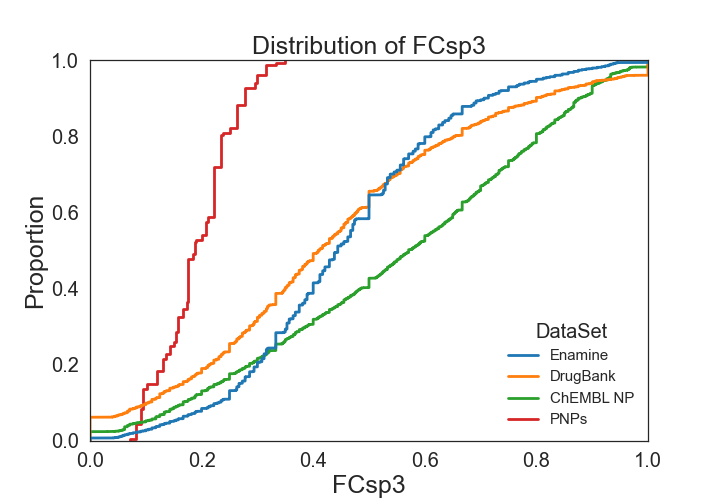 Distribution of FCsp3
1.0
0.8
0.6
0.4
0.2
0.0
Proportion
DataSet
Enamine
DrugBank
ChEMBL NP
PNPs
0.0 0.2 0.4 0.6 0.8 1.0
FCsp3